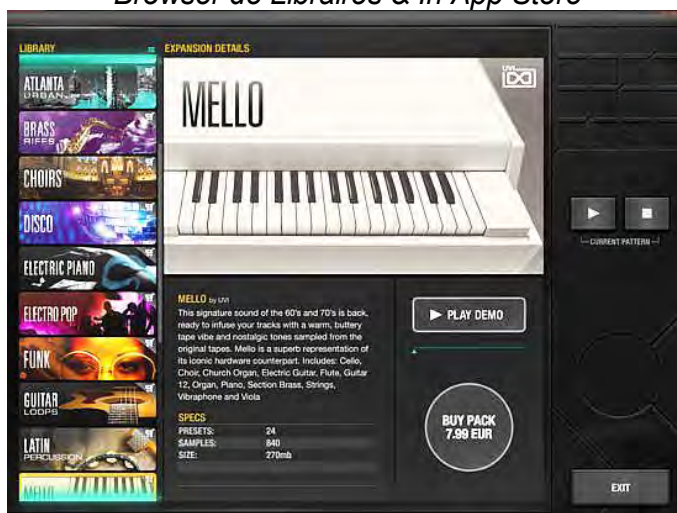 Browser de Libraires & In App Store
LIBRARY
EXPANSION DETAILS
ATLANTA
URBAN
BRASS
RIFFS
CHOIRS
DISCO
ELECTRIC PIANO
ELECTRO POP
FUNK
GUITAR
LOOPS
LATIN
PERCUSSION
MELLO
UVI
MELLO
MELLO by UVI
This signature sound of the 60's and 70's is back,
ready to infuse your tracks with a warm, buttery
tape vibe and nostalgic tones sampled from the
original tapes. Mello is a superb representation of
its iconic hardware counterpart. Includes: Cello,
Choir, Church Organ, Electric Guitar, Flute, Guitar
12, Organ, Piano, Section Brass, Strings,
Vibraphone and Viola
SPECS
PRESETS: 24
SAMPLES: 840
SIZE: 270mb
PLAY DEMO
BUY PACK
7.99 EUR
CURRENT PATTERN
EXIT